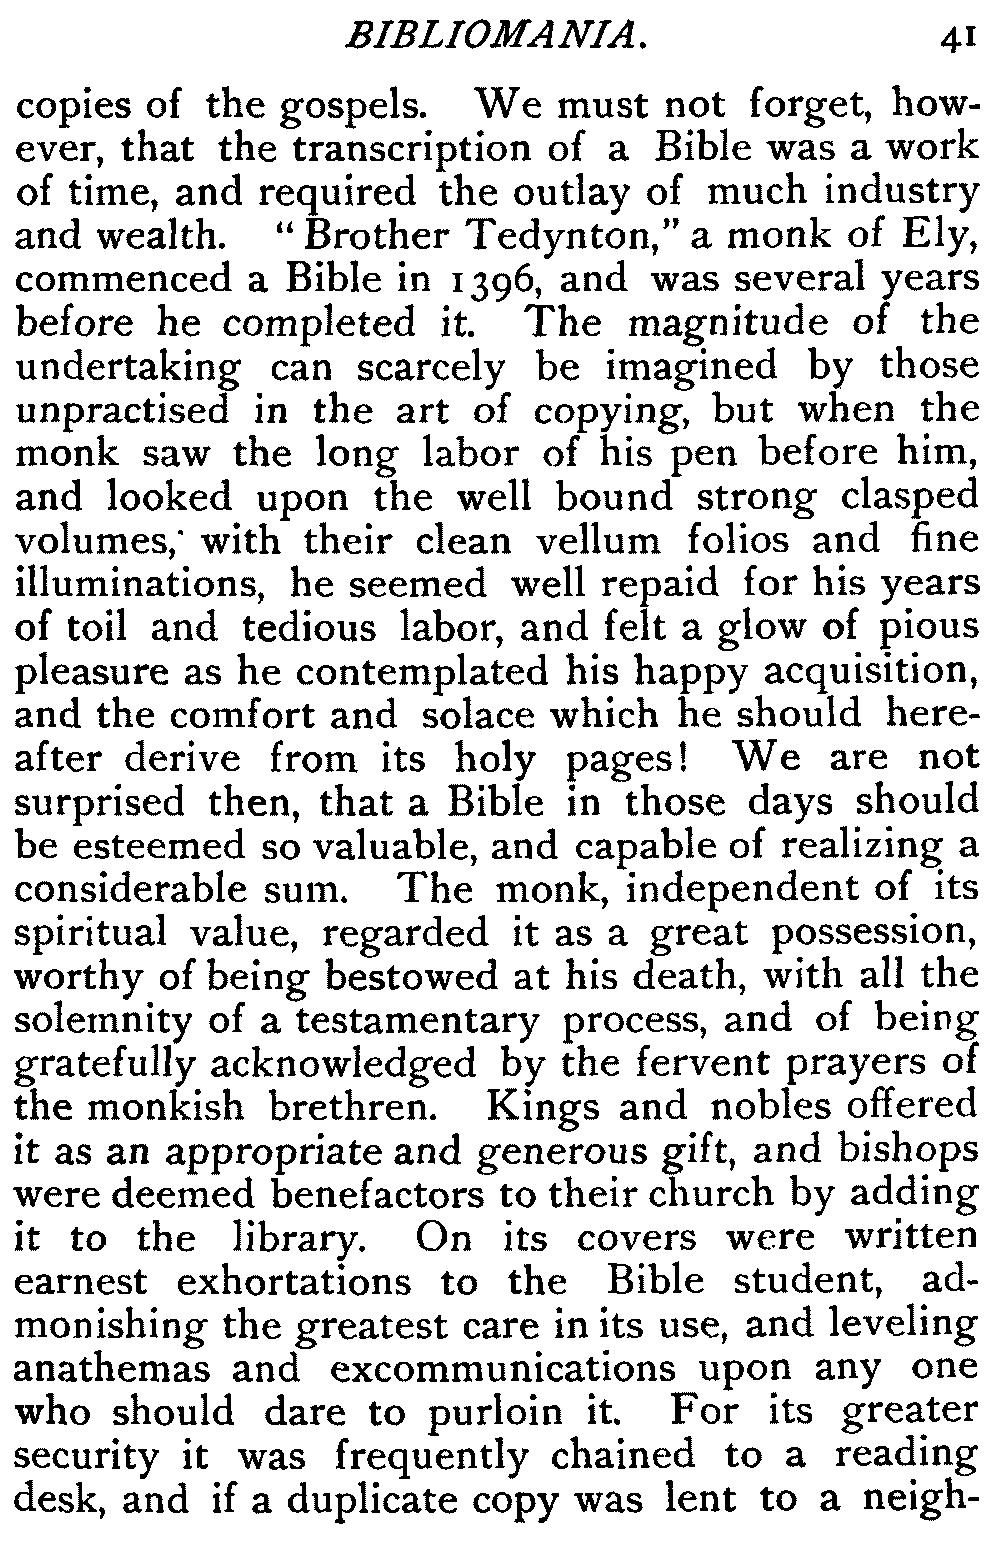 BIBLIOMANIA. 41
copies of the gospels. We must not forget, how-
ever, that the transcription of a Bible was a work
of time, and required the outlay of much industry
and wealth. “Brother Tedynton,” a monk of Ely,
commenced a Bible in 1396, and was several years
before he completed it. The magnitude of the
undertaking can scarcely be imagined by those
unpractised in the art of copying, but when the
monk saw the long labor of his pen before him,
and looked upon the well bound strong clasped
volumes, with their clean vellum folios and fine
illuminations, he seemed well repaid for his years
of toil and tedious labor, and felt a glow of pious
pleasure as he contemplated his happy acquisition,
and the comfort and solace which he should here-
after derive from its holy pages! We are not
surprised then, that a Bible in those days should
be esteemed so valuable, and capable of realizing a
considerable sum. The monk, independent of its
spiritual value, regarded it as a great possession,
worthy of being bestowed at his death, with all the
solemnity of a testamentary process, and of being
gratefully acknowledged by the fervent prayers of
the monkish brethren. Kings and nobles offered
it as an appropriate and generous gift, and bishops
were deemed benefactors to their church by adding
it to the library. On its covers were written
earnest exhortations to the Bible student, ad-
monishing the greatest care in its use, and leveling
anathemas and excommunications upon any one
who should dare to purloin it. For its greater
security it was frequently chained to a reading
desk, and if a duplicate copy was lent to a neigh-